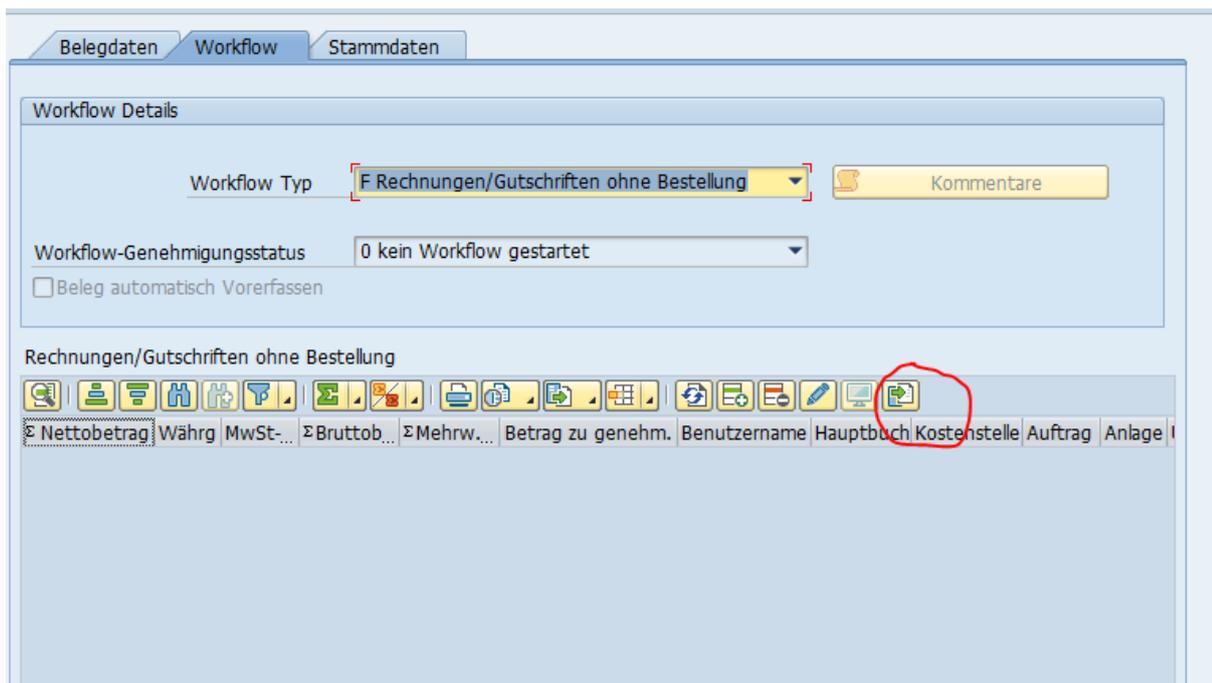 Belegdaten Workflow Stammdaten
Workflow Details
Workflow Typ F Rechnungen/Gutschriften ohne Bestellung Kommentare
Workflow-Genehmigungsstatus 0 kein Workflow gestartet
Beleg automatisch Vorerfassen
Rechnungen/Gutschriften ohne Bestellung
Σ Nettobetrag Währg MwSt-... ΣBruttob... ΣMehrw.... Betrag zu genehm. Benutzername Hauptbuch Kostenstelle Auftrag Anlage